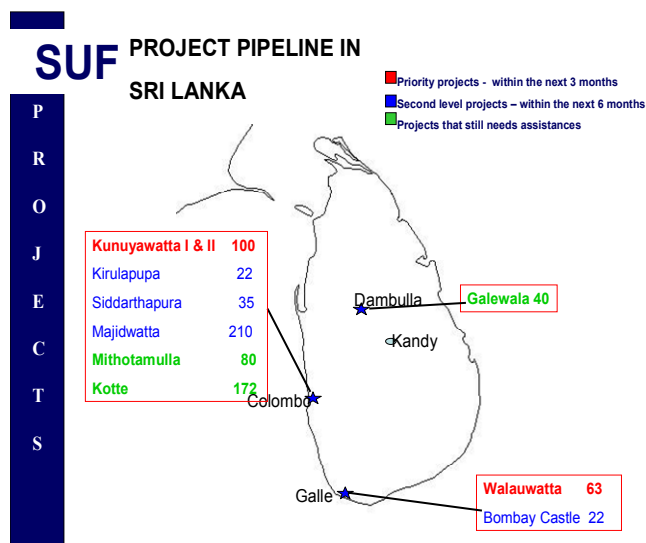 SUF
PROJECT PIPELINE IN
SRI LANKA
Priority projects - within the next 3 months
Second level projects – within the next 6 months
Projects that still needs assistances
P
R
O
J
E
C
T
S
Kunuyawatta I & II 100
Kirulapupa 22
Siddarthapura 35
Majidwatta 210
Mithotamulla 80
Kotte 172
Dambulla
Galewala 40
Kandy
Colombo
Galle
Walauwatta 63
Bombay Castle 22